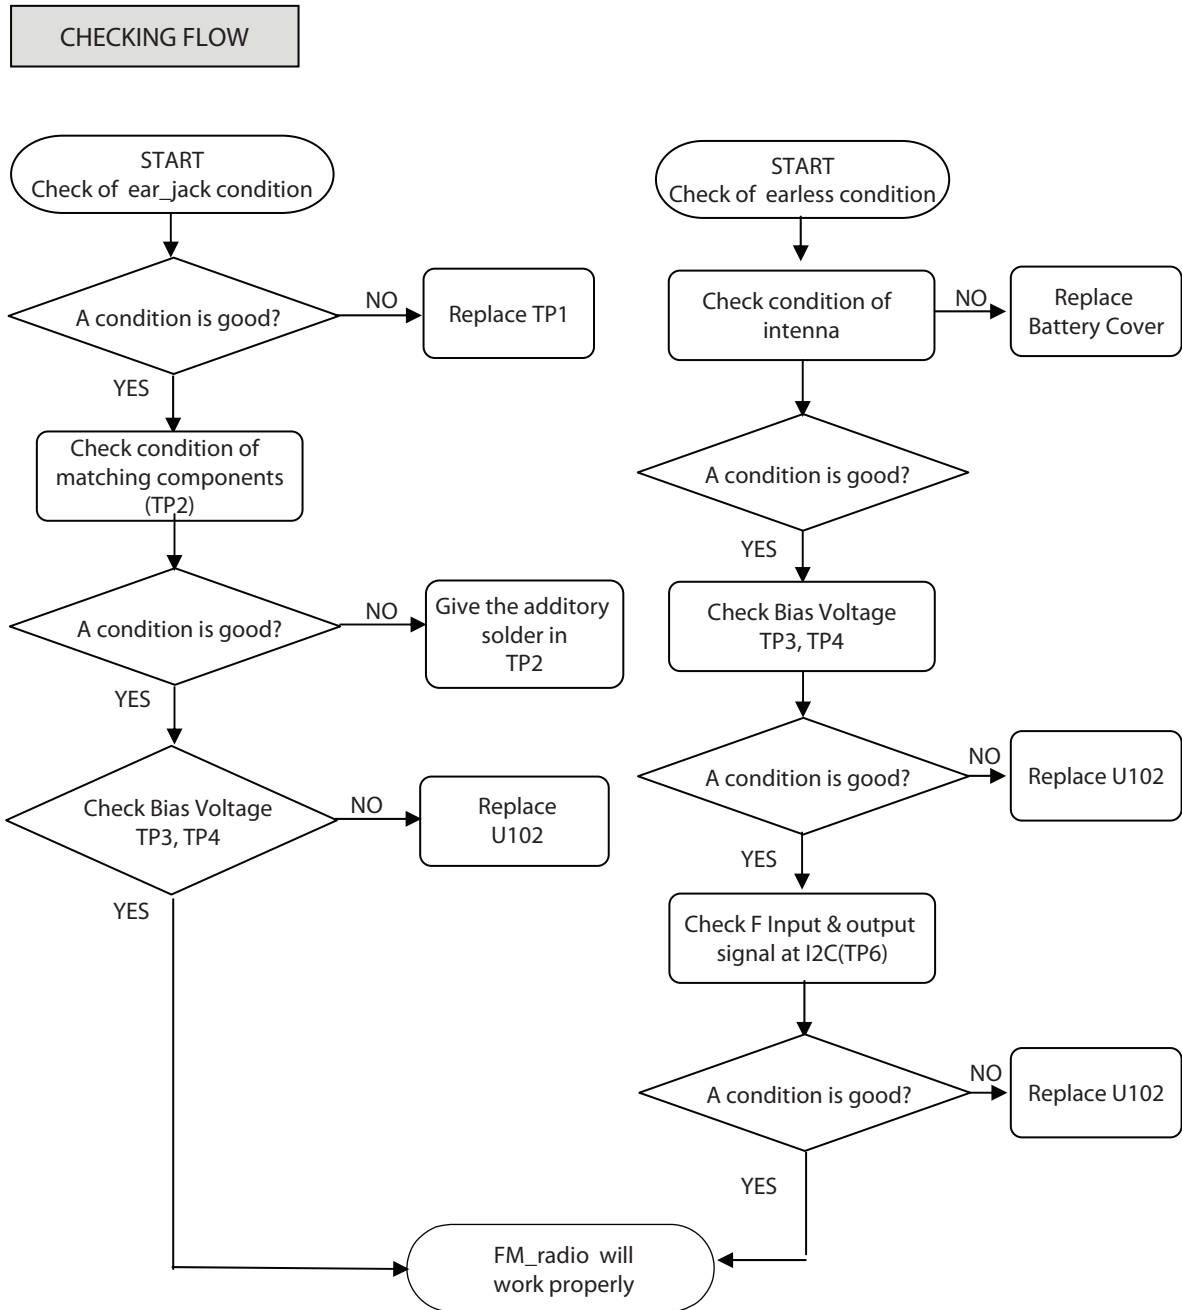 CHECKING FLOW
START
Check of ear_jack condition
A condition is good?
NO
Replace TP1
YES
Check condition of
matching components
(TP2)
A condition is good?
NO
Give the additory
solder in
TP2
YES
Check Bias Voltage
TP3, TP4
NO
Replace
U102
YES
START
Check of earless condition
Check condition of
intenna
NO
Replace
Battery Cover
A condition is good?
YES
Check Bias Voltage
TP3, TP4
A condition is good?
NO
Replace U102
YES
Check F Input & output
signal at I2C(TP6)
A condition is good?
NO
Replace U102
YES
FM_radio will
work properly